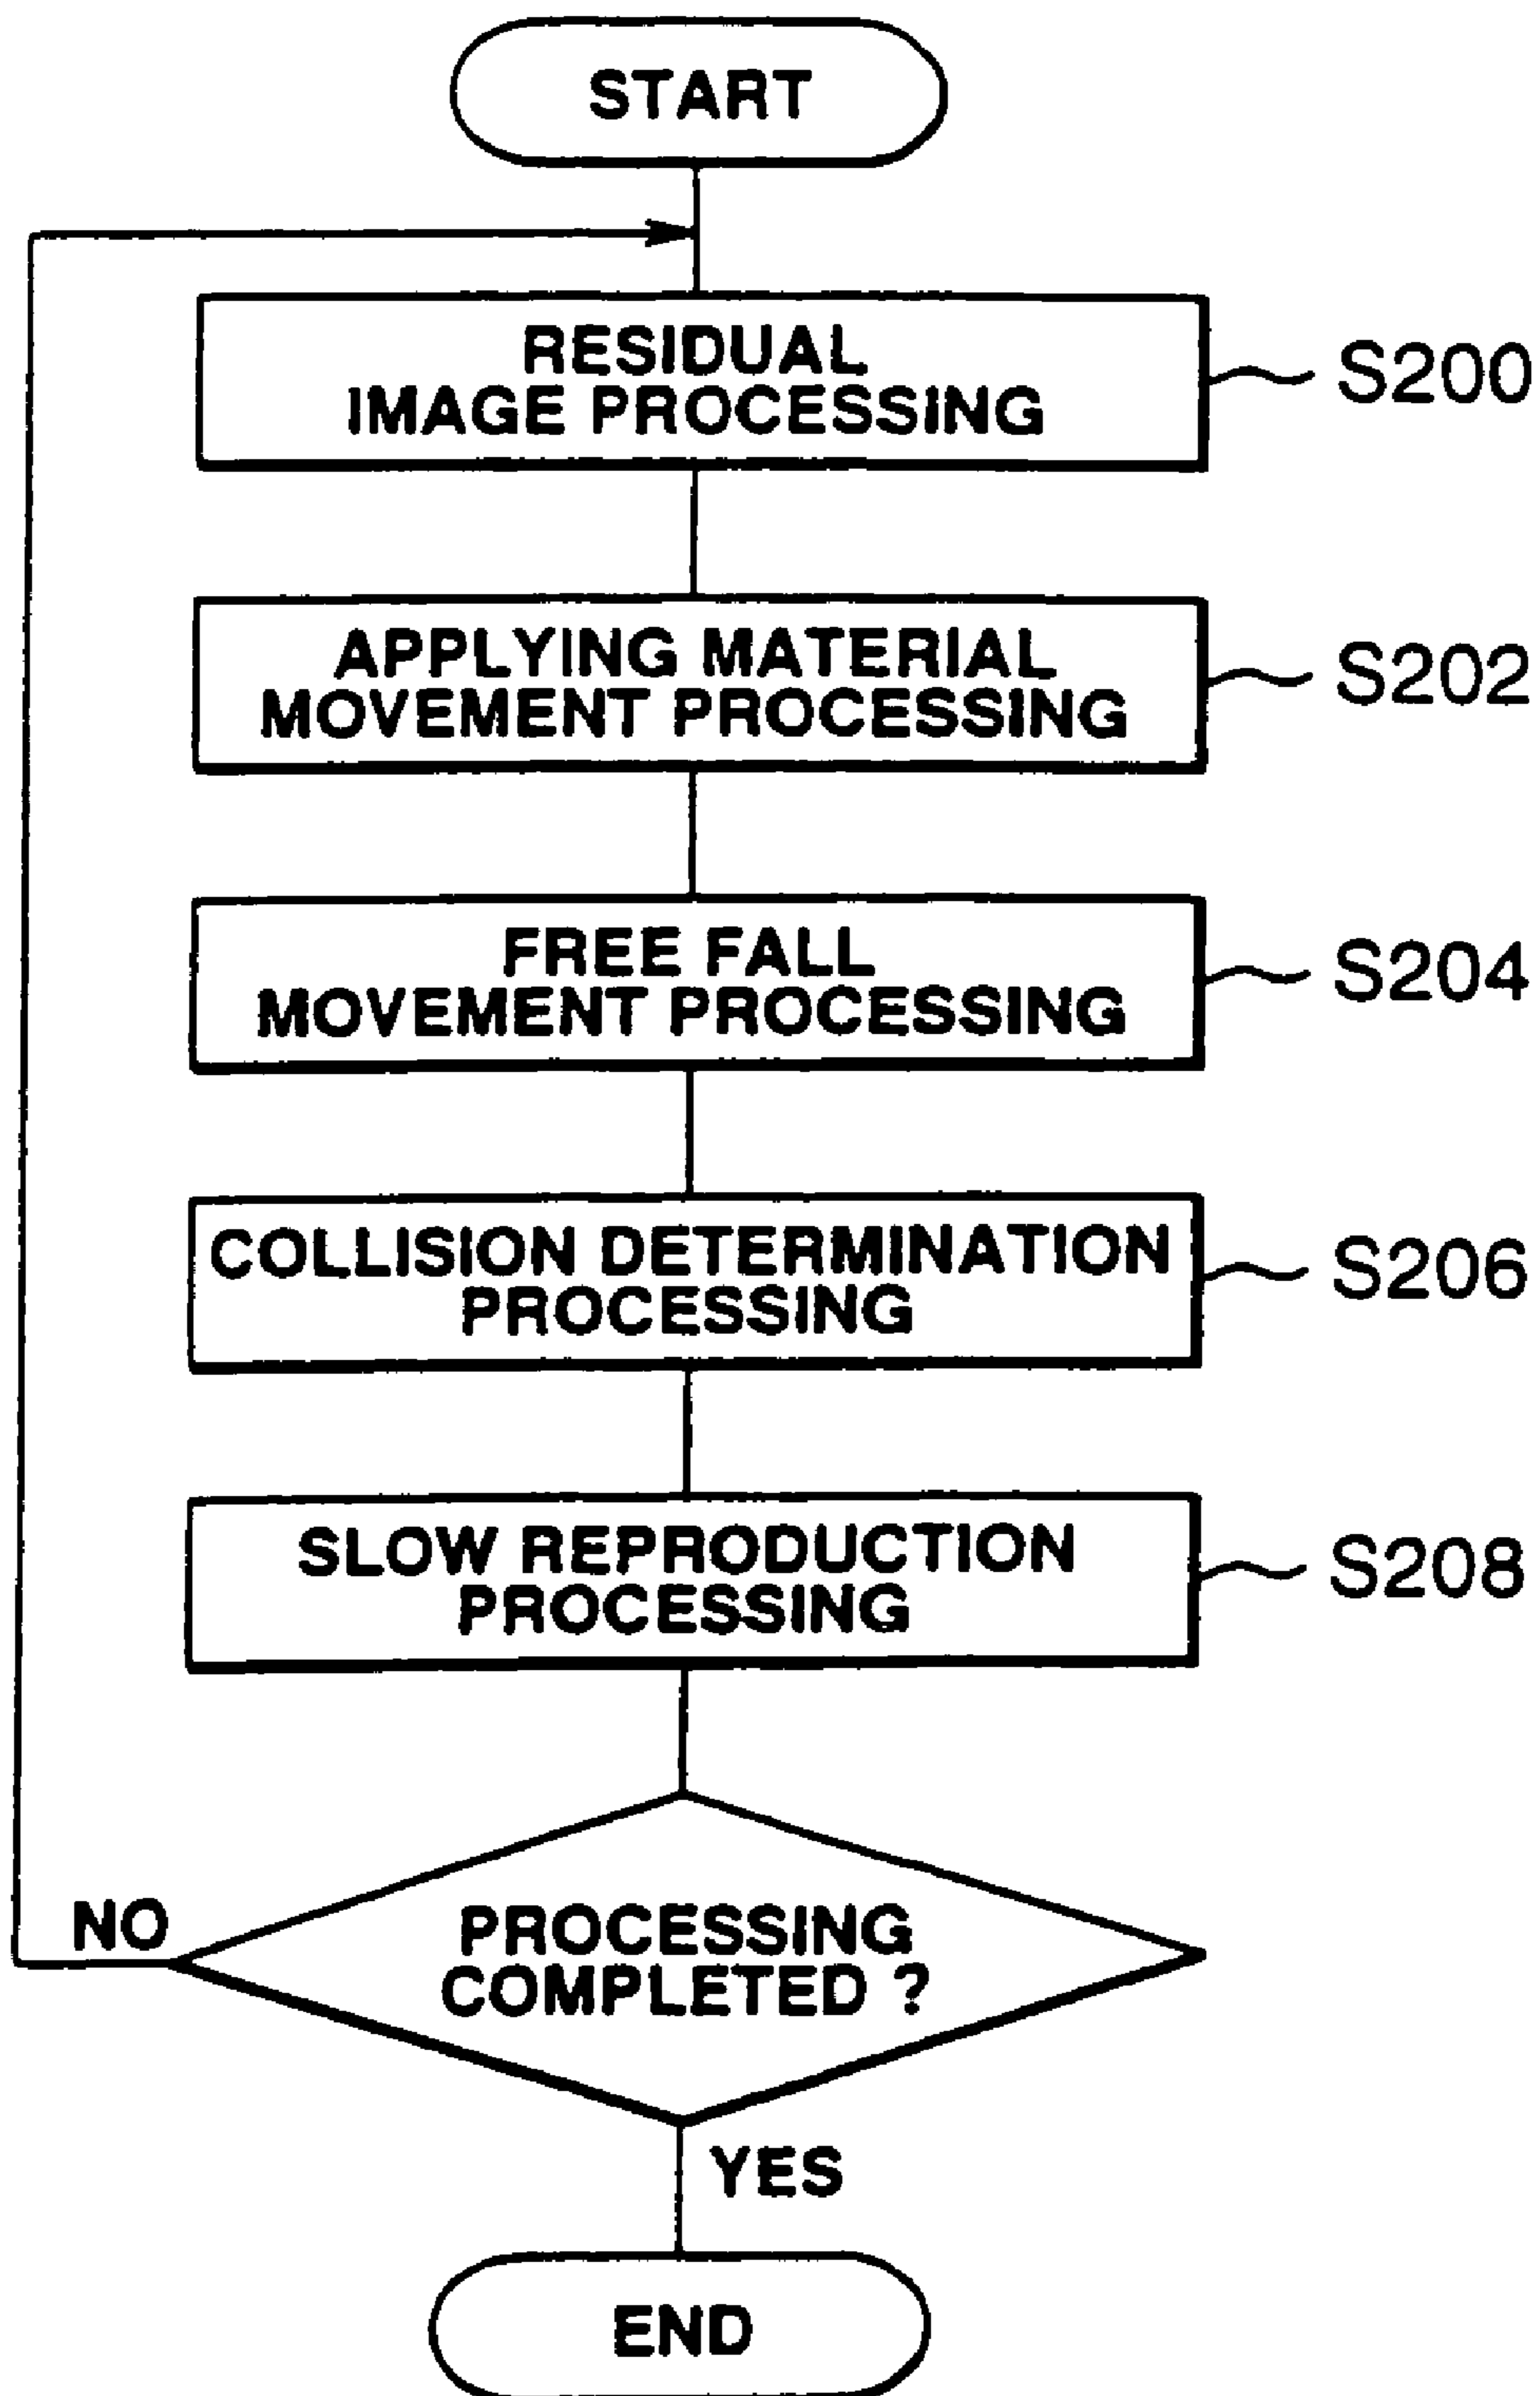 START
RESIDUAL
IMAGE PROCESSING
S200
APPLYING MATERIAL
MOVEMENT PROCESSING
S202
FREE FALL
MOVEMENT PROCESSING
S204
COLLISION DETERMINATION
PROCESSING
S206
SLOW REPRODUCTION
PROCESSING
S208
NO
PROCESSING
COMPLETED ?
YES
END